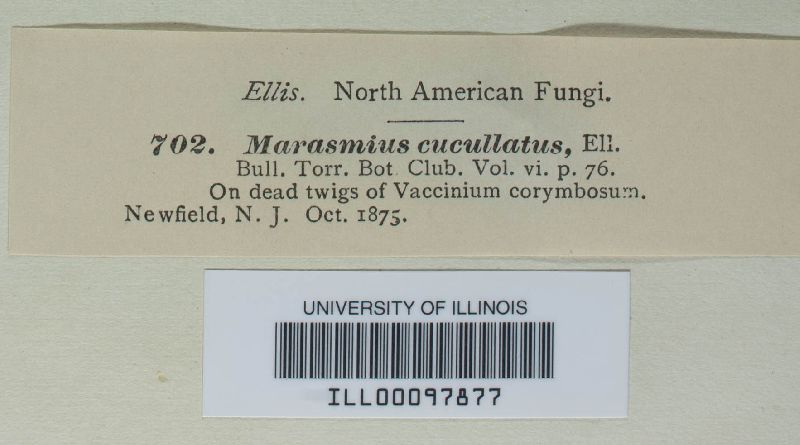 Ellis. North American Fungi.
702. Marasmius cucullatus, Ell.
Bull. Torr. Bot. Club. Vol. vi. p. 76.
On dead twigs of Vaccinium corymbosum.
Newfield, N. J. Oct. 1875.
UNIVERSITY OF ILLINOIS
ILL00097877